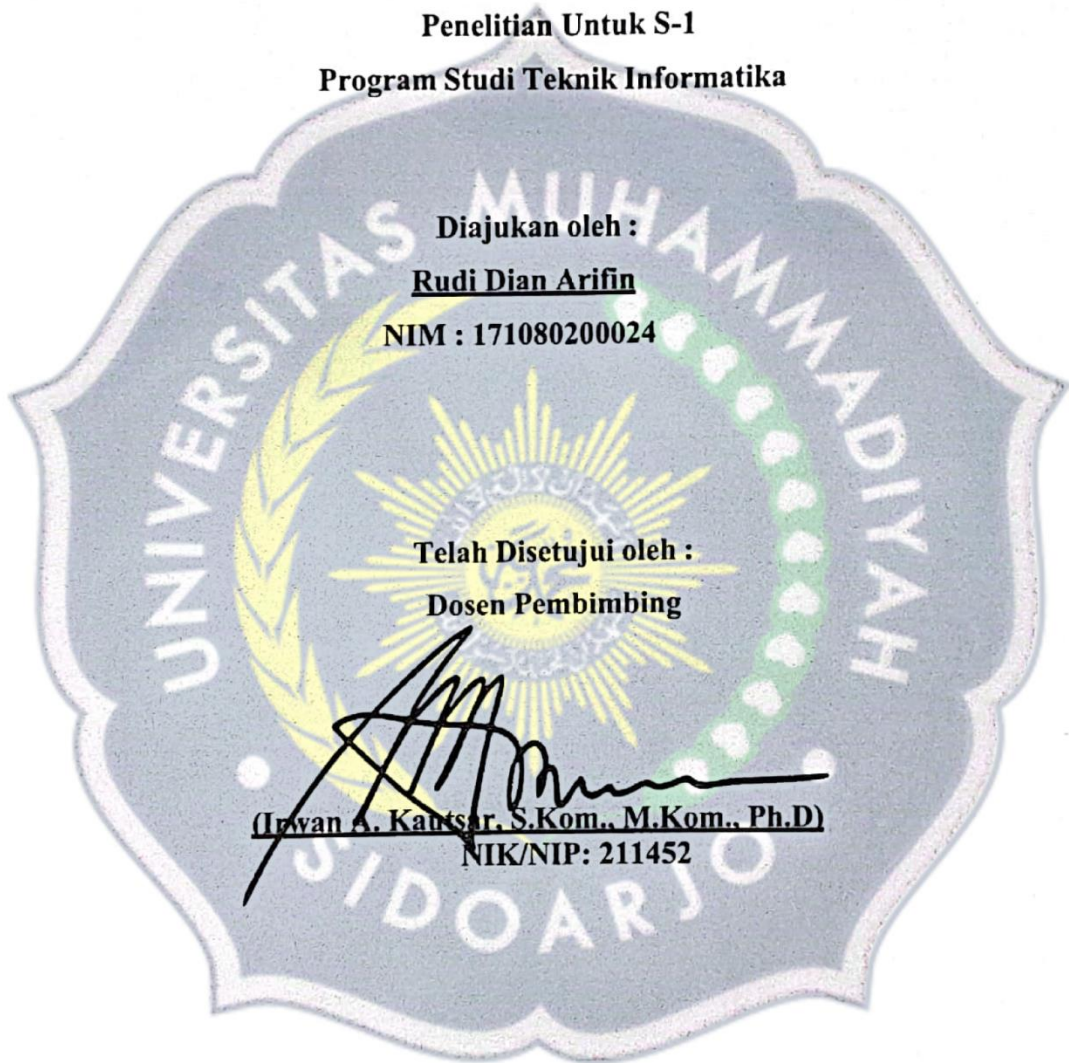 Penelitian Untuk S-1
Program Studi Teknik Informatika
UNIVERSITAS MUHAMMADIYAH
Diajukan oleh :
Rudi Dian Arifin
NIM : 171080200024
Telah Disetujui oleh :
Dosen Pembimbing
(Irwan A. Kautsar, S.Kom., M.Kom., Ph.D)
NIK/NIP: 211452
SIDOARJO